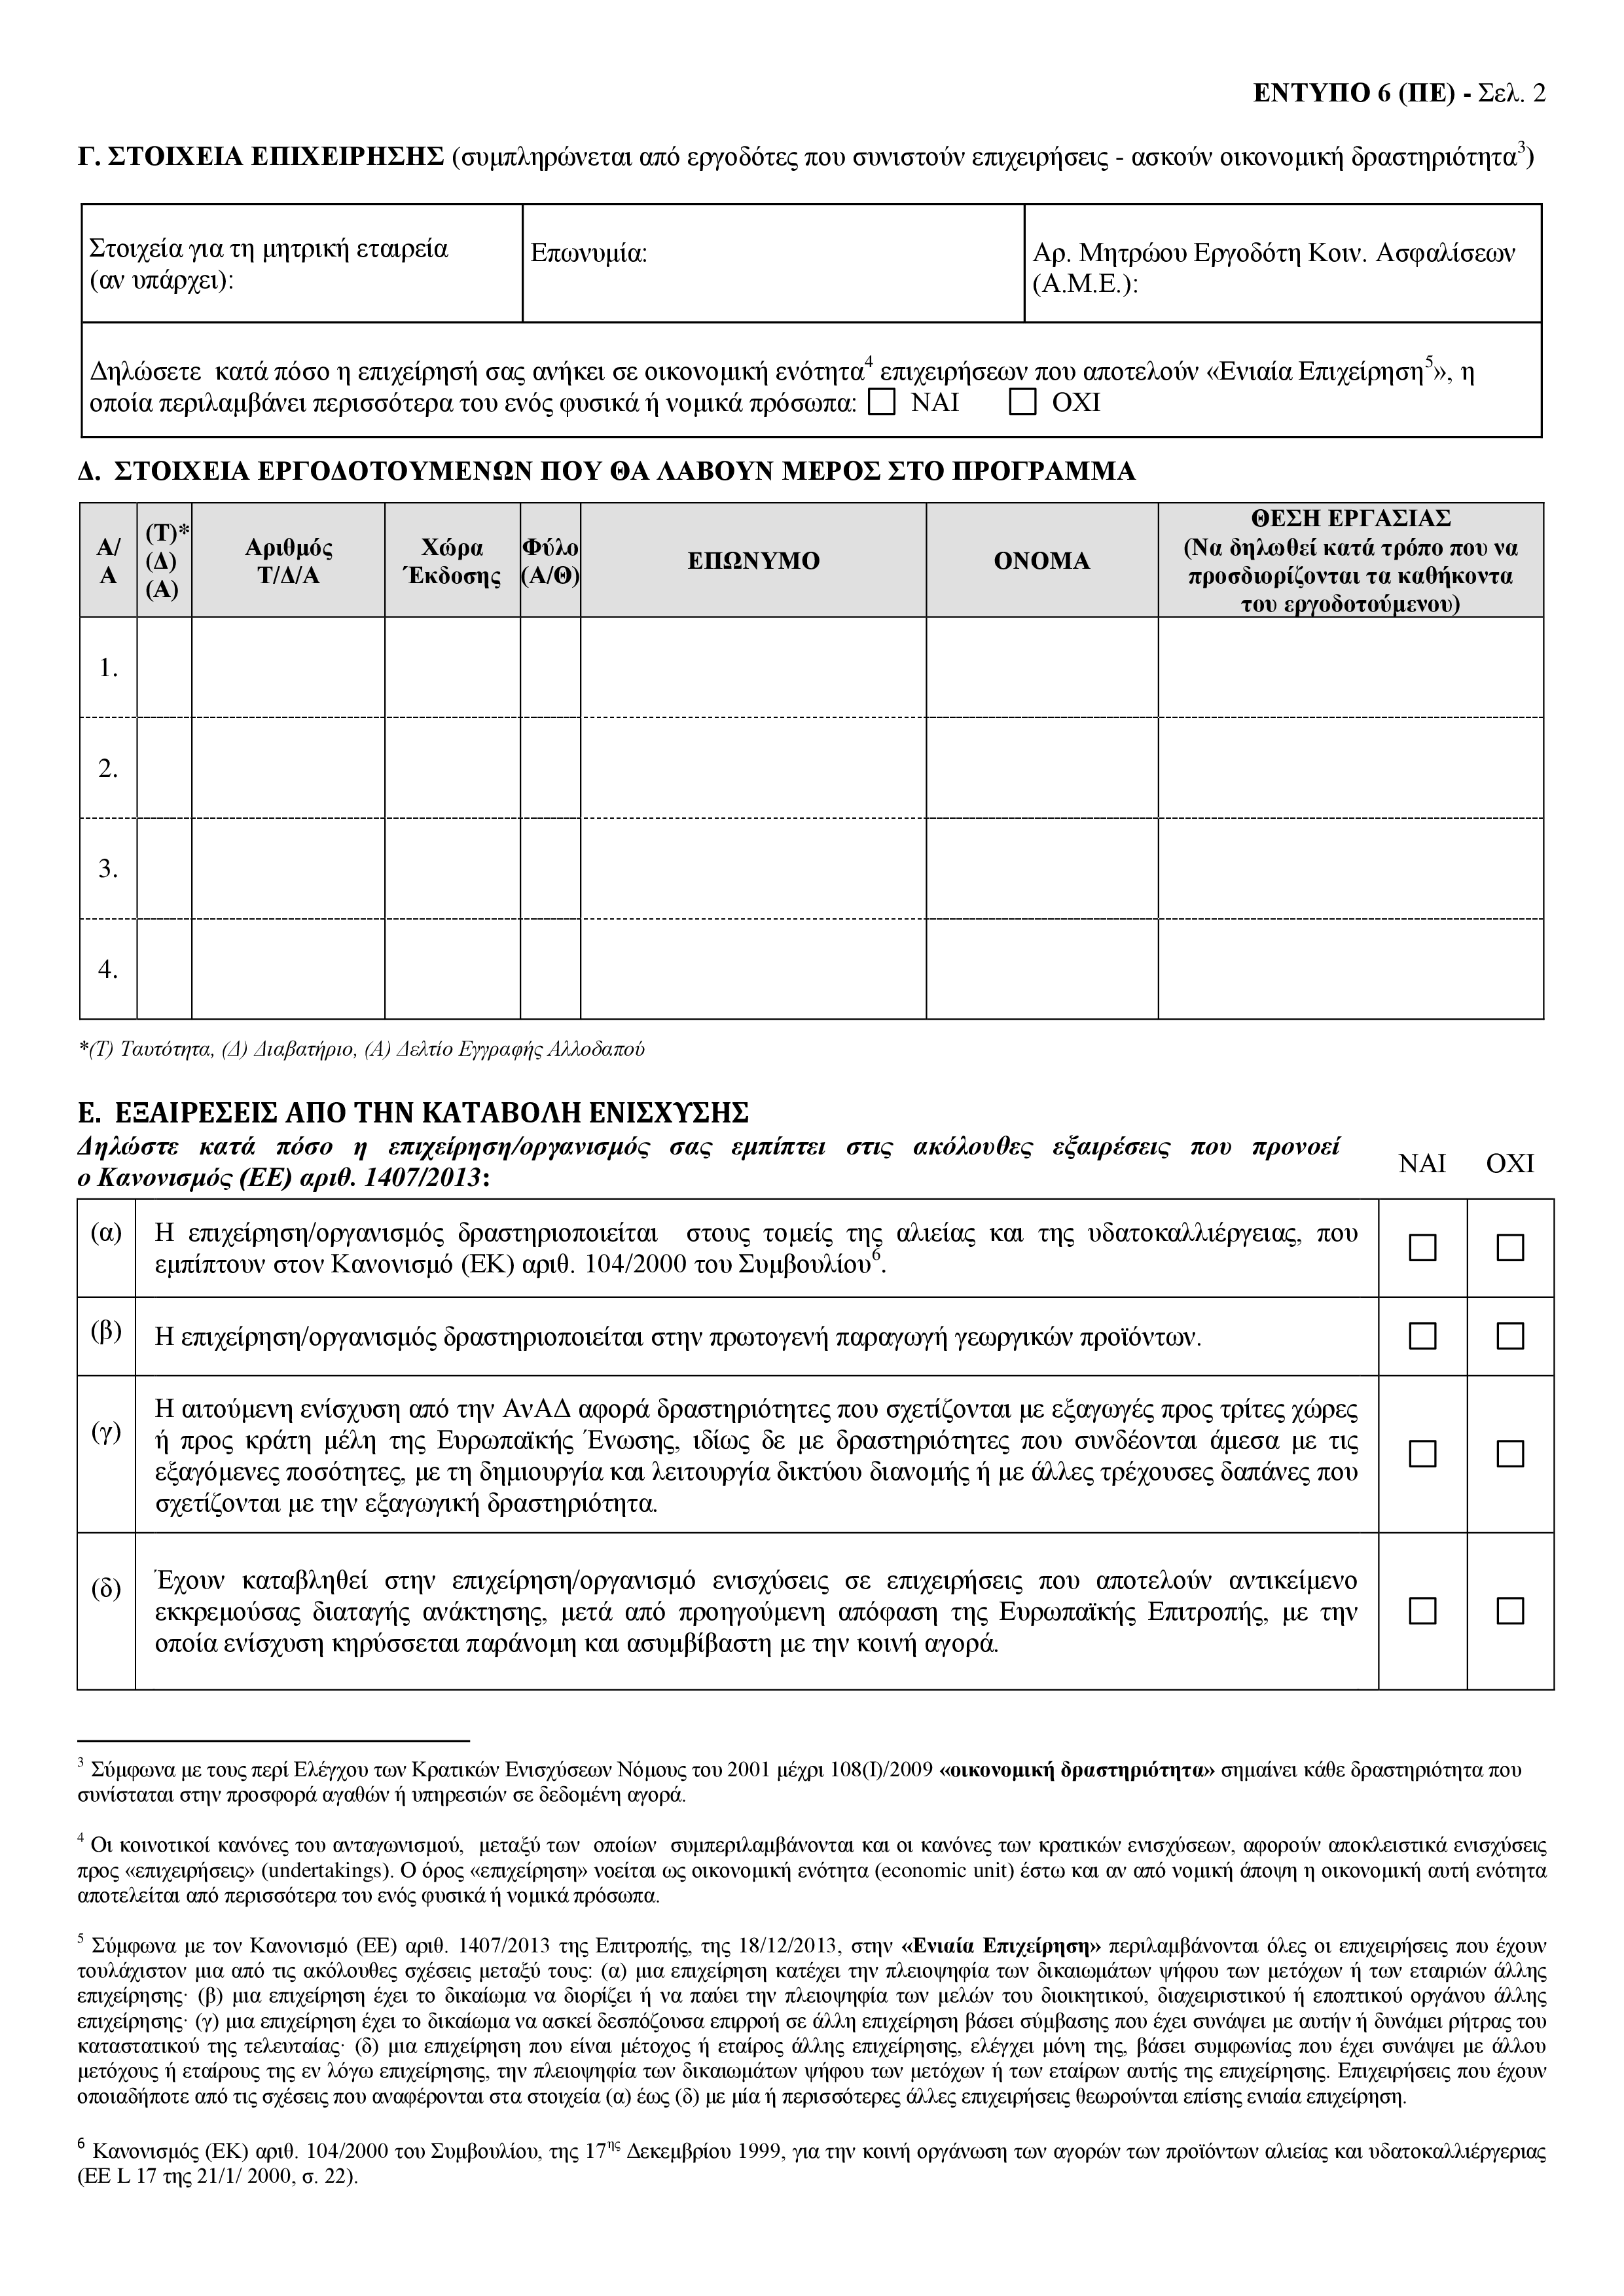 ΕΝΤΥΠΟ 6 (ΠΕ) - Σελ. 2
Γ. ΣΤΟΙΧΕΙΑ ΕΠΙΧΕΙΡΗΣΗΣ (συμπληρώνεται από εργοδότες που συνιστούν επιχειρήσεις - ασκούν οικονομική δραστηριότητα3)
Στοιχεία για τη μητρική εταιρεία
(αν υπάρχει):
Επωνυμία:
Αρ. Μητρώου Εργοδότη Κοιν. Ασφαλίσεων
(Α.Μ.Ε.):
Δηλώσετε κατά πόσο η επιχείρησή σας ανήκει σε οικονομική ενότητα4 επιχειρήσεων που αποτελούν «Ενιαία Επιχείρηση5», η
οποία περιλαμβάνει περισσότερα του ενός φυσικά ή νομικά πρόσωπα: ☐ ΝΑΙ ☐ ΟΧΙ
Δ. ΣΤΟΙΧΕΙΑ ΕΡΓΟΔΟΤΟΥΜΕΝΩΝ ΠΟΥ ΘΑ ΛΑΒΟΥΝ ΜΕΡΟΣ ΣΤΟ ΠΡΟΓΡΑΜΜΑ
Α/
Α
(Τ)*
(Δ)
(Α)
Αριθμός
Τ/Δ/Α
Χώρα
Έκδοσης
Φύλο
(Α/Θ)
ΕΠΩΝΥΜΟ
ΟΝΟΜΑ
ΘΕΣΗ ΕΡΓΑΣΙΑΣ
(Να δηλωθεί κατά τρόπο που να
προσδιορίζονται τα καθήκοντα
του εργοδοτούμενου)
1.
2.
3.
4.
*(Τ) Ταυτότητα, (Δ) Διαβατήριο, (Α) Δελτίο Εγγραφής Αλλοδαπού
Ε. ΕΞΑΙΡΕΣΕΙΣ ΑΠΟ ΤΗΝ ΚΑΤΑΒΟΛΗ ΕΝΙΣΧΥΣΗΣ
Δηλώστε κατά πόσο η επιχείρηση/οργανισμός σας εμπίπτει στις ακόλουθες εξαιρέσεις που προνοεί
ο Κανονισμός (ΕΕ) αριθ. 1407/2013:
ΝΑΙ ΟΧΙ
(α) Η επιχείρηση/οργανισμός δραστηριοποιείται στους τομείς της αλιείας και της υδατοκαλλιέργειας, που
εμπίπτουν στον Κανονισμό (ΕΚ) αριθ. 104/2000 του Συμβουλίου6.
(β) Η επιχείρηση/οργανισμός δραστηριοποιείται στην πρωτογενή παραγωγή γεωργικών προϊόντων.
(γ) Η αιτούμενη ενίσχυση από την ΑνΑΔ αφορά δραστηριότητες που σχετίζονται με εξαγωγές προς τρίτες χώρες
ή προς κράτη μέλη της Ευρωπαϊκής Ένωσης, ιδίως δε με δραστηριότητες που συνδέονται άμεσα με τις
εξαγόμενες ποσότητες, με τη δημιουργία και λειτουργία δικτύου διανομής ή με άλλες τρέχουσες δαπάνες που
σχετίζονται με την εξαγωγική δραστηριότητα.
(δ) Έχουν καταβληθεί στην επιχείρηση/οργανισμό ενισχύσεις σε επιχειρήσεις που αποτελούν αντικείμενο
εκκρεμούσας διαταγής ανάκτησης, μετά από προηγούμενη απόφαση της Ευρωπαϊκής Επιτροπής, με την
οποία ενίσχυση κηρύσσεται παράνομη και ασυμβίβαστη με την κοινή αγορά.
3 Σύμφωνα με τους περί Ελέγχου των Κρατικών Ενισχύσεων Νόμους του 2001 μέχρι 108(Ι)/2009 «οικονομική δραστηριότητα» σημαίνει κάθε δραστηριότητα που
συνίσταται στην προσφορά αγαθών ή υπηρεσιών σε δεδομένη αγορά.
4 Οι κοινοτικοί κανόνες του ανταγωνισμού, μεταξύ των οποίων συμπεριλαμβάνονται και οι κανόνες των κρατικών ενισχύσεων, αφορούν αποκλειστικά ενισχύσεις
προς «επιχειρήσεις» (undertakings). Ο όρος «επιχείρηση» νοείται ως οικονομική ενότητα (economic unit) έστω και αν από νομική άποψη η οικονομική αυτή ενότητα
αποτελείται από περισσότερα του ενός φυσικά ή νομικά πρόσωπα.
5 Σύμφωνα με τον Κανονισμό (ΕΕ) αριθ. 1407/2013 της Επιτροπής, της 18/12/2013, στην «Ενιαία Επιχείρηση» περιλαμβάνονται όλες οι επιχειρήσεις που έχουν
τουλάχιστον μια από τις ακόλουθες σχέσεις μεταξύ τους: (α) μια επιχείρηση κατέχει την πλειοψηφία των δικαιωμάτων ψήφου των μετόχων ή των εταιριών άλλης
επιχείρησης· (β) μια επιχείρηση έχει το δικαίωμα να διορίζει ή να παύει την πλειοψηφία των μελών του διοικητικού, διαχειριστικού ή εποπτικού οργάνου άλλης
επιχείρησης· (γ) μια επιχείρηση έχει το δικαίωμα να ασκεί δεσπόζουσα επιρροή σε άλλη επιχείρηση βάσει σύμβασης που έχει συνάψει με αυτήν ή δυνάμει ρήτρας του
καταστατικού της τελευταίας· (δ) μια επιχείρηση που είναι μέτοχος ή εταίρος άλλης επιχείρησης, ελέγχει μόνη της, βάσει συμφωνίας που έχει συνάψει με άλλου
μετόχους ή εταίρους της εν λόγω επιχείρησης, την πλειοψηφία των δικαιωμάτων ψήφου των μετόχων ή των εταίρων αυτής της επιχείρησης. Επιχειρήσεις που έχουν
οποιαδήποτε από τις σχέσεις που αναφέρονται στα στοιχεία (α) έως (δ) με μία ή περισσότερες άλλες επιχειρήσεις θεωρούνται επίσης ενιαία επιχείρηση.
6 Κανονισμός (ΕΚ) αριθ. 104/2000 του Συμβουλίου, της 17ης Δεκεμβρίου 1999, για την κοινή οργάνωση των αγορών των προϊόντων αλιείας και υδατοκαλλιέργεριας
(ΕΕ L 17 της 21/1/ 2000, σ. 22).